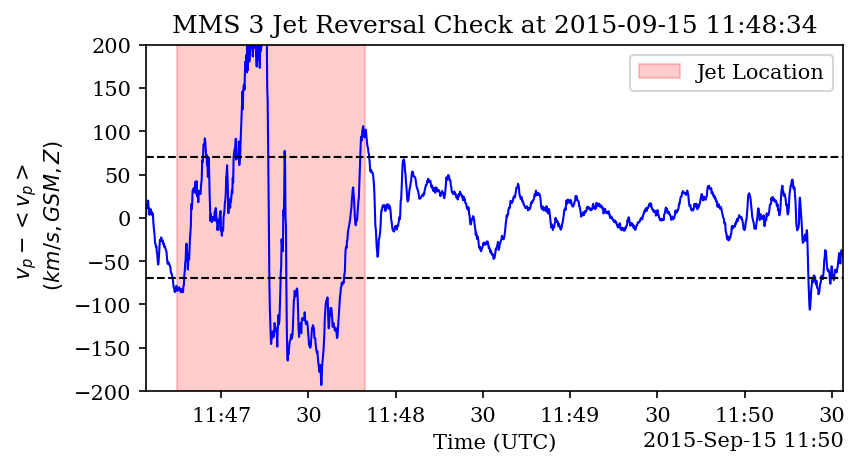 MMS 3 Jet Reversal Check at 2015-09-15 11:48:34
Jet Location
200
150
100
50
0
−50
−100
−150
−200
v_p − < v_p >
(km/s, GSM, Z)
11:47 30 11:48 30 11:49 30 11:50 30
Time (UTC)
2015-Sep-15 11:50